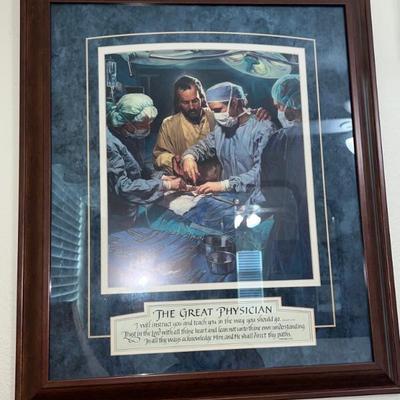 THE GREAT PHYSICIAN
I will instruct you and teach you in the way you should go.
Trust in the Lord with all thine heart and lean not unto thine own understanding.
In all thy ways acknowledge Him, and He shall direct thy paths.